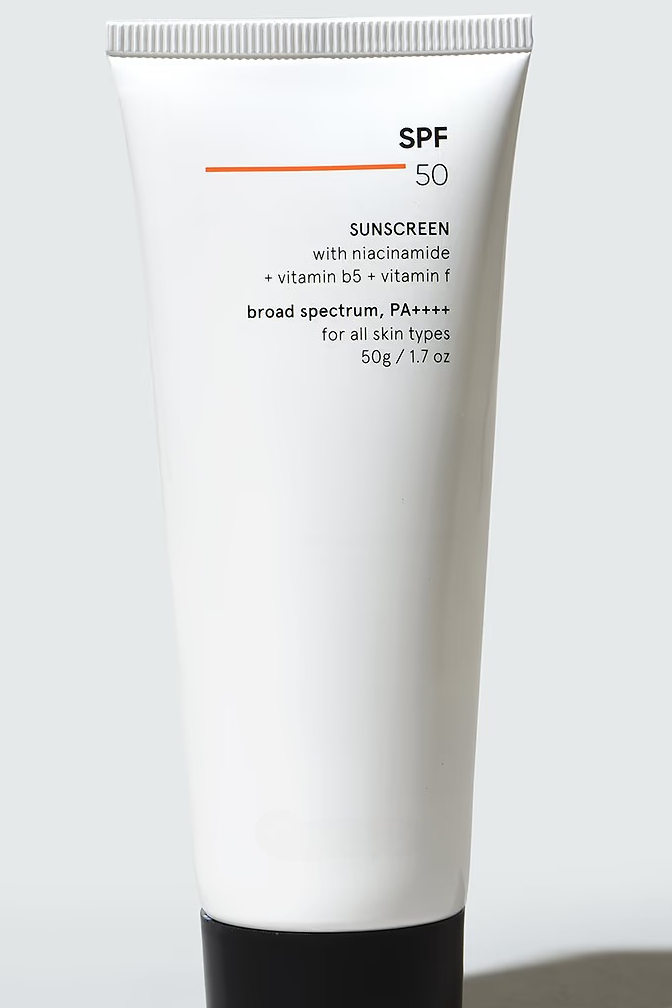 SPF
50
SUNSCREEN
with niacinamide
+ vitamin b5 + vitamin f
broad spectrum, PA++++
for all skin types
50g / 1.7 oz